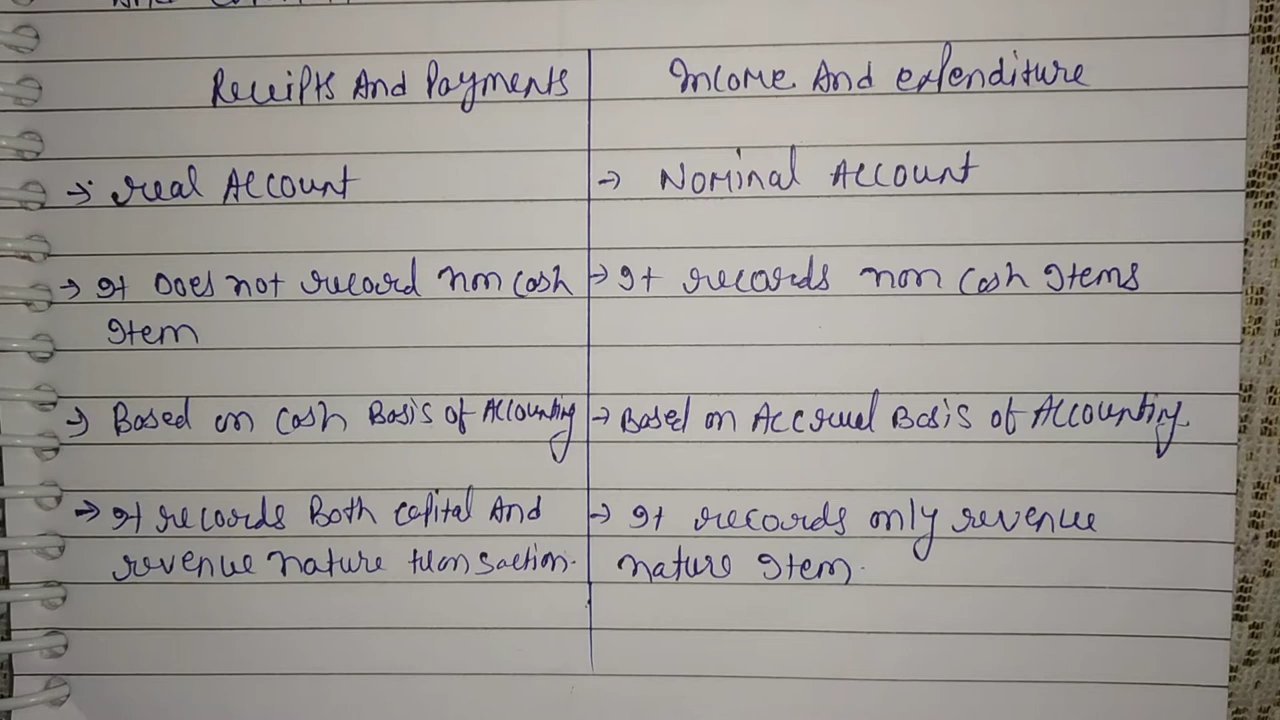 Receipts And Payments
Income And expenditure
→ real Account
→ Nominal Account
→ It Does not record non cash
Item
→ It records non cash Items
→ Based on cash Basis of Accounting
→ Based on Accrual Basis of Accounting.
→ It records Both capital And
revenue nature transaction.
→ It records only revenue
nature Item.